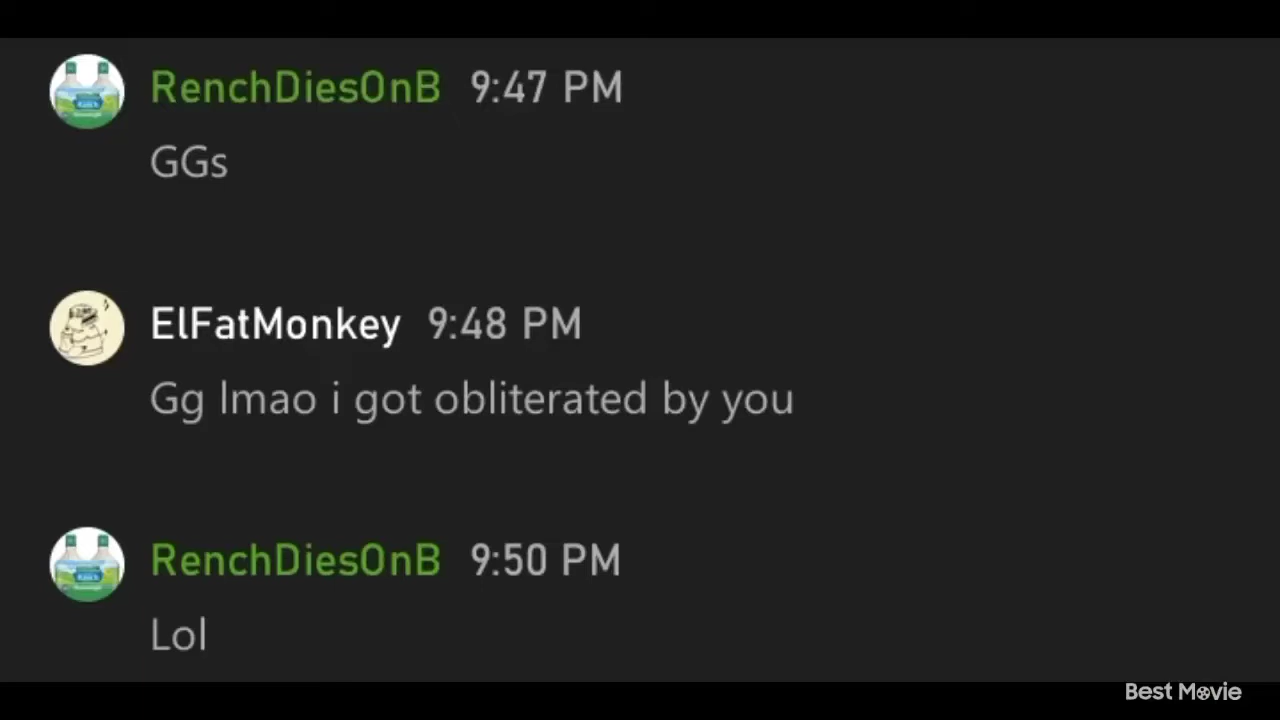 RenchDiesOnB 9:47 PM
GGs
ElFatMonkey 9:48 PM
Gg lmao i got obliterated by you
RenchDiesOnB 9:50 PM
Lol
Best Movie